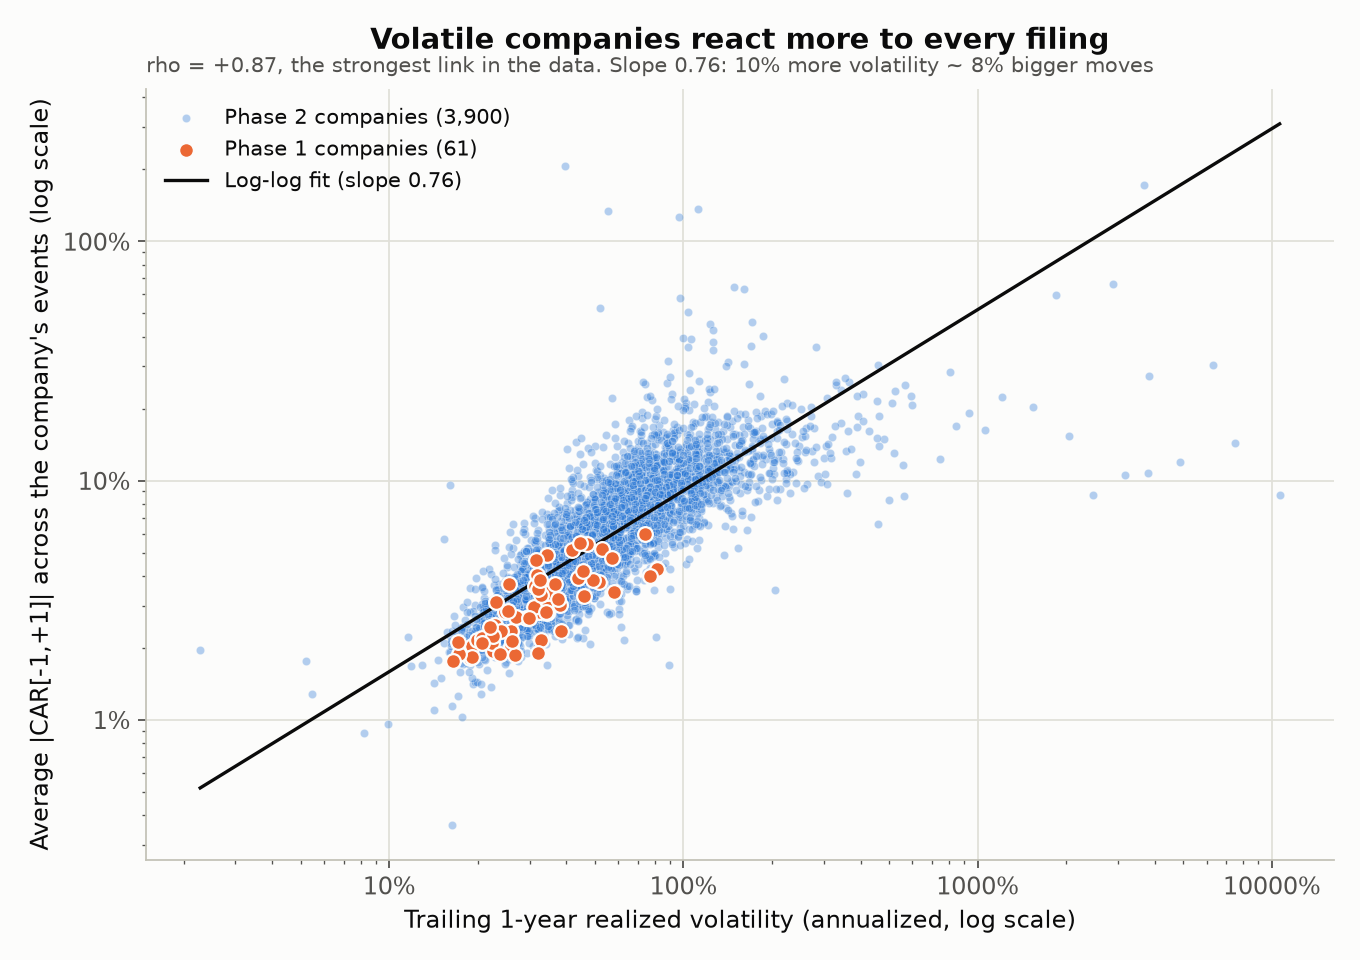 Volatile companies react more to every filing
rho = +0.87, the strongest link in the data. Slope 0.76: 10% more volatility ~ 8% bigger moves
Phase 2 companies (3,900)
Phase 1 companies (61)
Log-log fit (slope 0.76)
Average |CAR[-1,+1]| across the company's events (log scale)
100%
10%
1%
10%
100%
1000%
10000%
Trailing 1-year realized volatility (annualized, log scale)